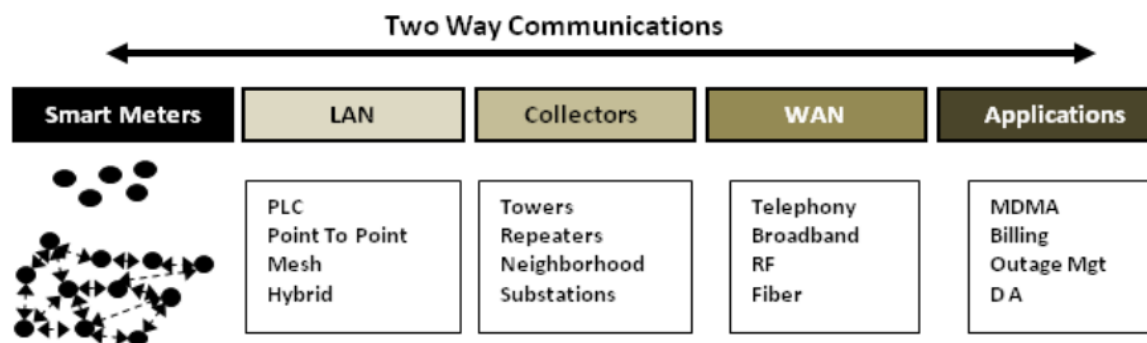 Two Way Communications
Smart Meters
LAN
Collectors
WAN
Applications
PLC
Point To Point
Mesh
Hybrid
Towers
Repeaters
Neighborhood
Substations
Telephony
Broadband
RF
Fiber
MDMA
Billing
Outage Mgt
D A